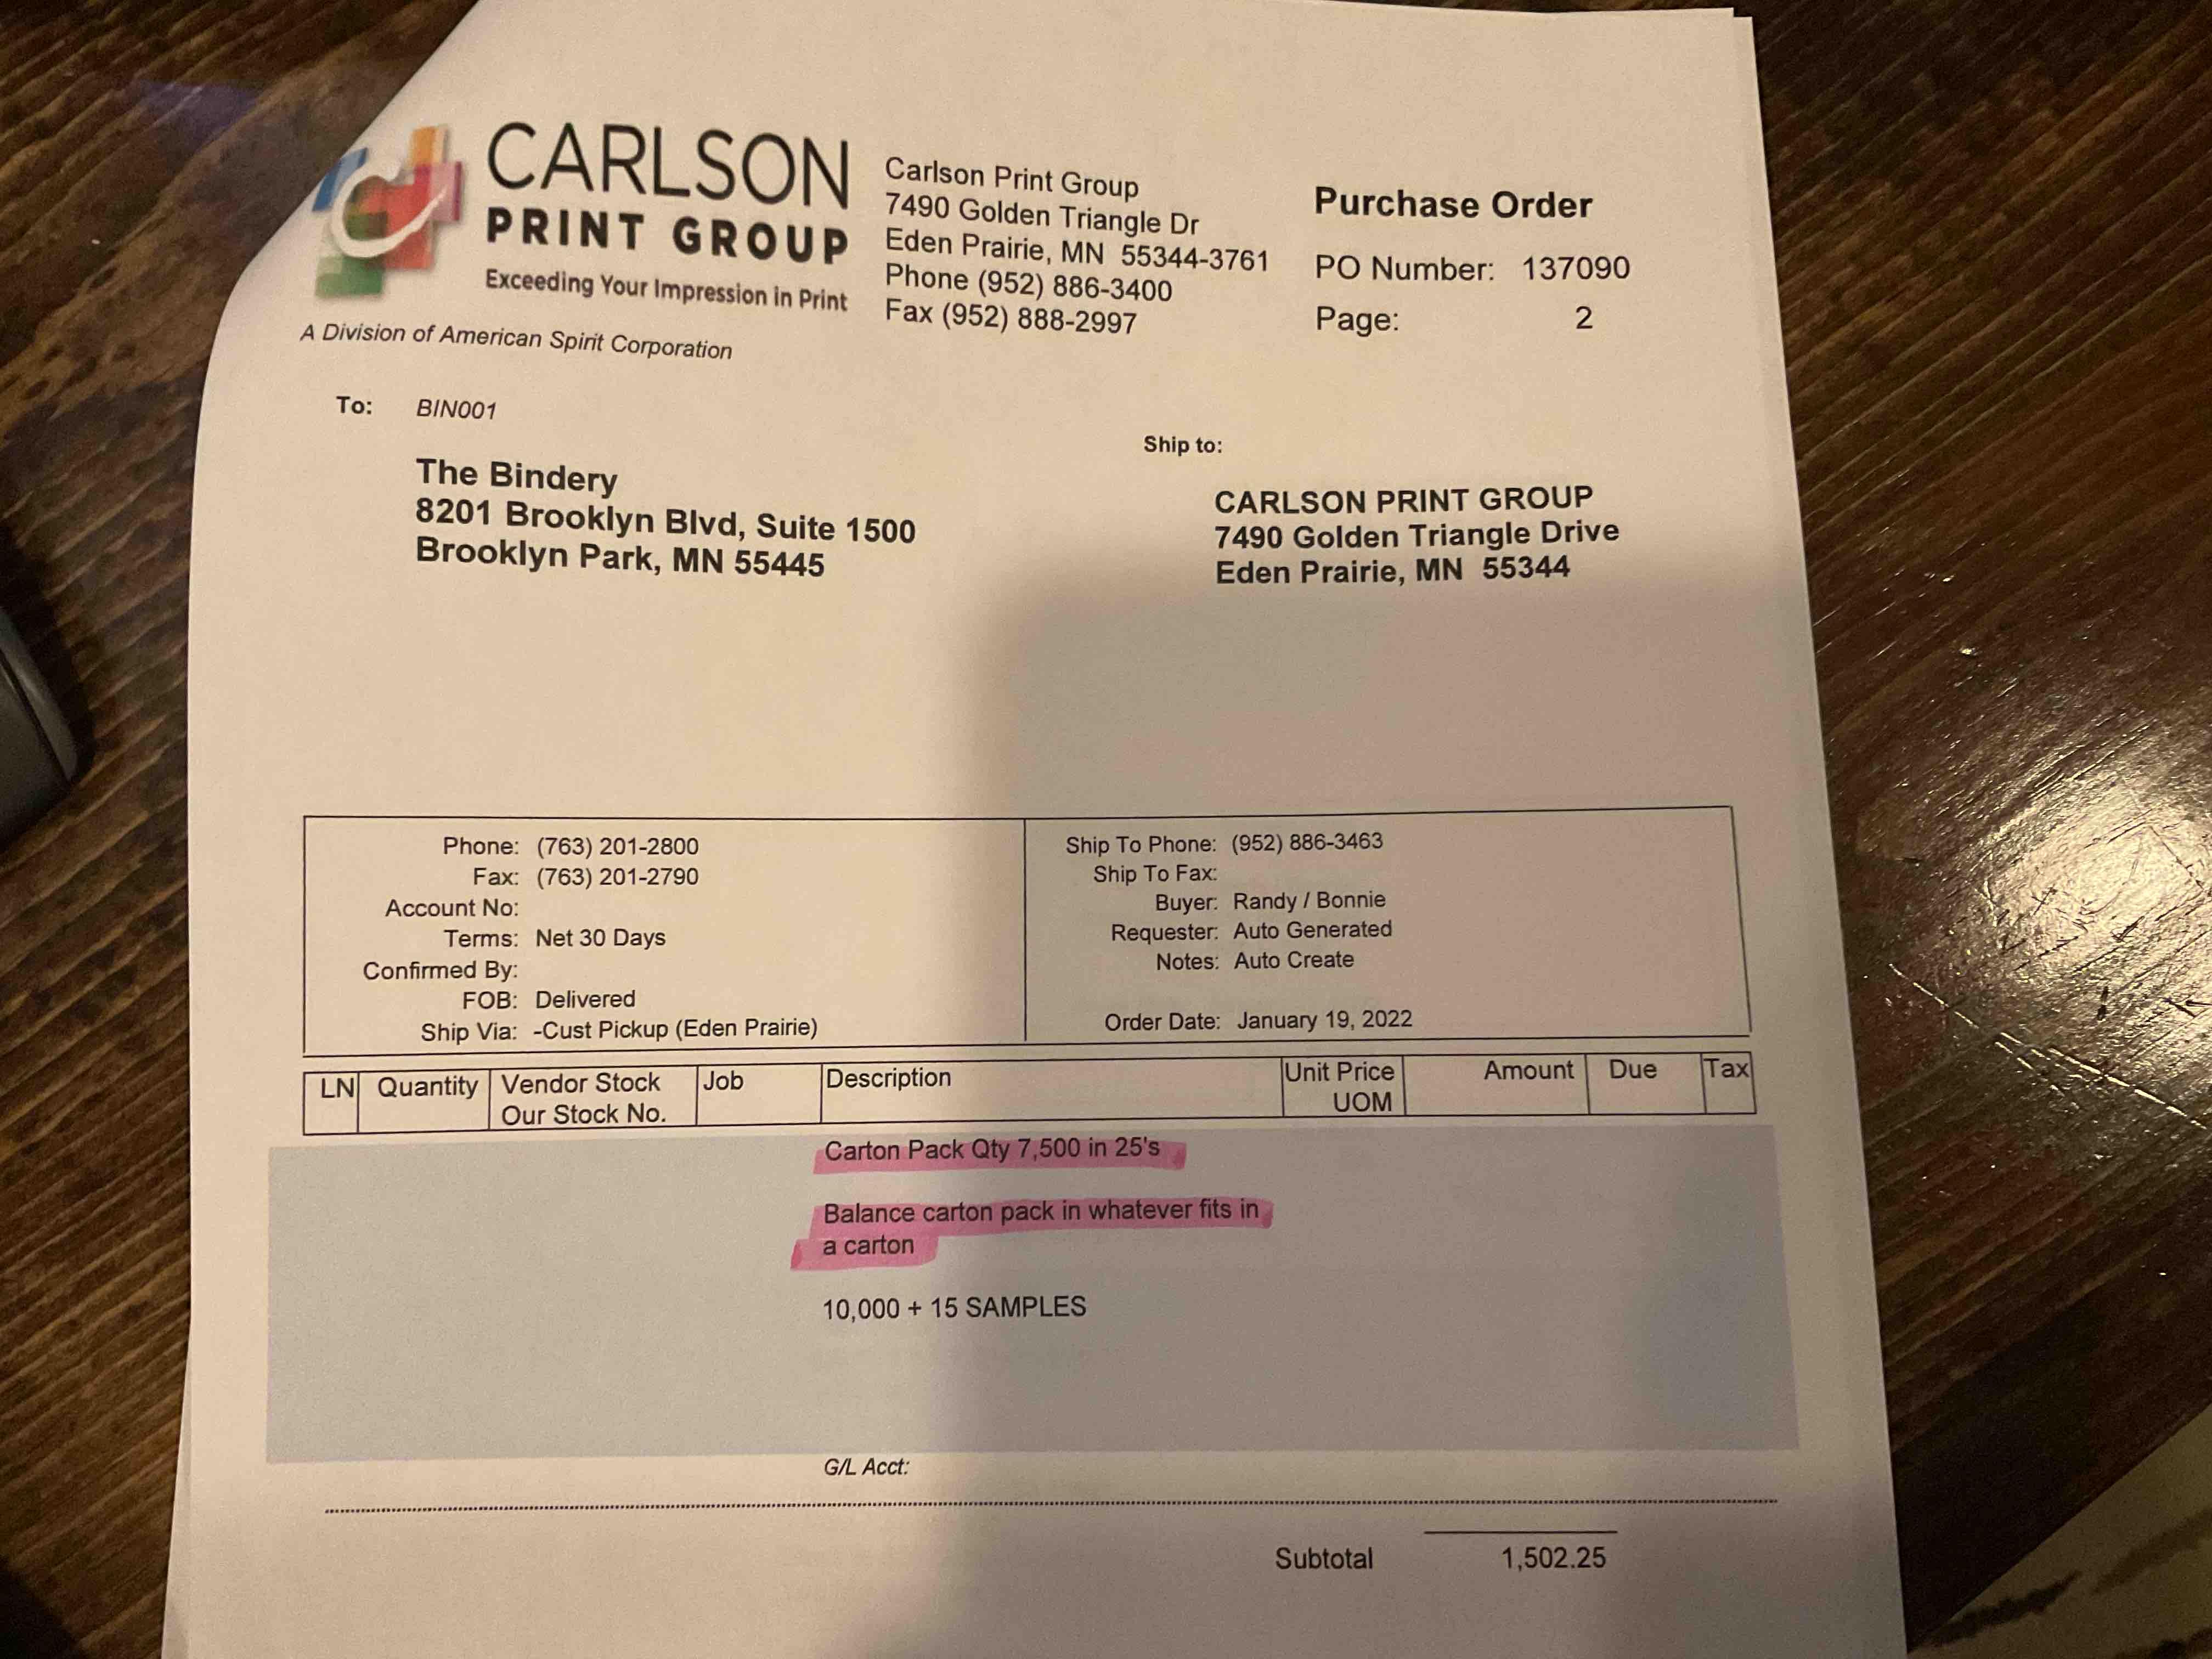 CARLSON
PRINT GROUP
Exceeding Your Impression in Print
A Division of American Spirit Corporation
Carlson Print Group
7490 Golden Triangle Dr
Eden Prairie, MN 55344-3761
Phone (952) 886-3400
Fax (952) 888-2997
Purchase Order
PO Number: 137090
Page: 2
To: BIN001
The Bindery
8201 Brooklyn Blvd, Suite 1500
Brooklyn Park, MN 55445
Ship to:
CARLSON PRINT GROUP
7490 Golden Triangle Drive
Eden Prairie, MN 55344
Phone: (763) 201-2800
Fax: (763) 201-2790
Account No:
Terms: Net 30 Days
Confirmed By:
FOB: Delivered
Ship Via: -Cust Pickup (Eden Prairie)
Ship To Phone: (952) 886-3463
Ship To Fax:
Buyer: Randy / Bonnie
Requester: Auto Generated
Notes: Auto Create
Order Date: January 19, 2022
LN Quantity Vendor Stock Job Description Unit Price Amount Due Tax
Our Stock No. UOM
Carton Pack Qty 7,500 in 25's
Balance carton pack in whatever fits in
a carton
10,000 + 15 SAMPLES
G/L Acct:
Subtotal 1,502.25